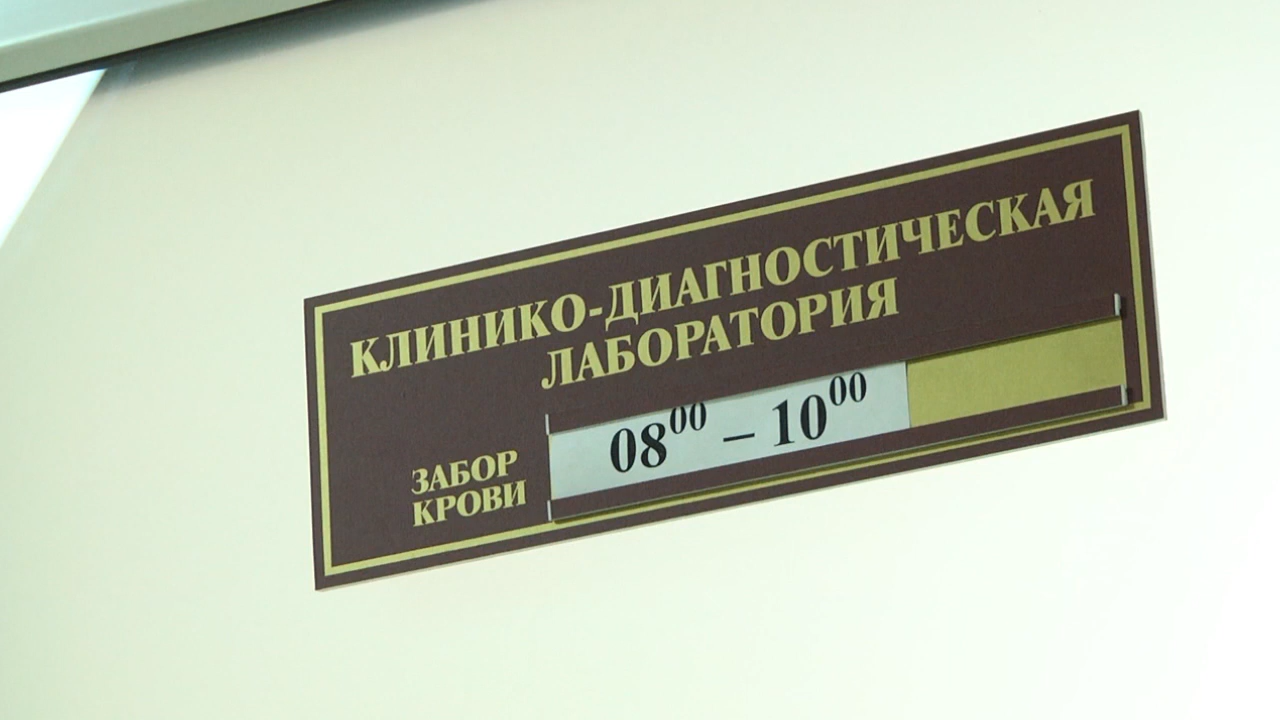 КЛИНИКО-ДИАГНОСТИЧЕСКАЯ
ЛАБОРАТОРИЯ
ЗАБОР
КРОВИ
08⁰⁰ – 10⁰⁰